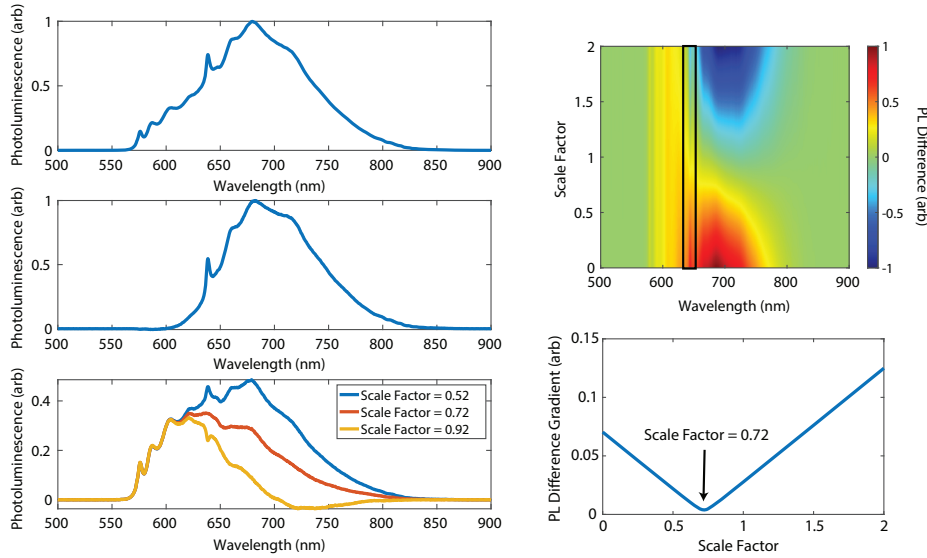 Photoluminescence (arb)
1
0.5
0
500 550 600 650 700 750 800 850 900
Wavelength (nm)
Photoluminescence (arb)
1
0.5
0
500 550 600 650 700 750 800 850 900
Wavelength (nm)
Photoluminescence (arb)
0.4
0.2
0
Scale Factor = 0.52
Scale Factor = 0.72
Scale Factor = 0.92
500 550 600 650 700 750 800 850 900
Wavelength (nm)
Scale Factor
2
1.5
1
0.5
0
500 600 700 800 900
Wavelength (nm)
1
0.5
0
-0.5
-1
PL Difference (arb)
PL Difference Gradient (arb)
0.15
0.1
0.05
0
Scale Factor = 0.72
0 0.5 1 1.5 2
Scale Factor